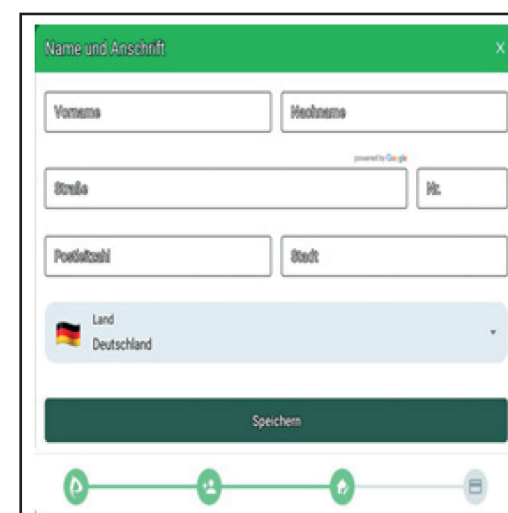 Name und Anschrift X
Vorname Nachname
powered by Google
Straße Nr.
Postleitzahl Stadt
Land
Deutschland
Speichern